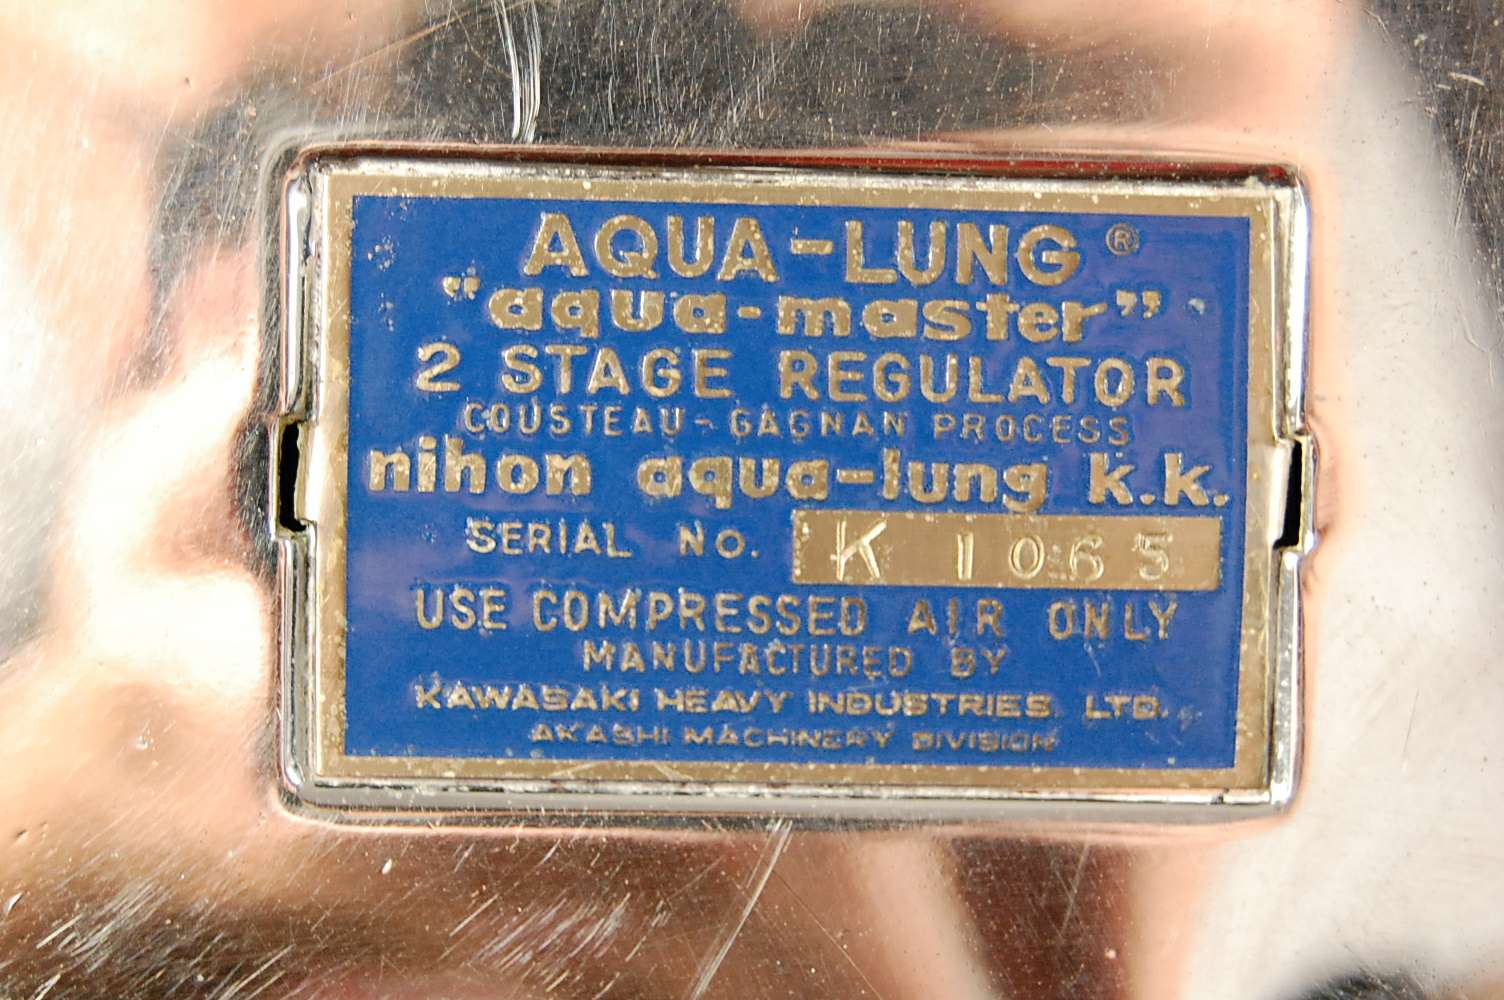 AQUA-LUNG ®
"aqua-master"
2 STAGE REGULATOR
COUSTEAU-GAGNAN PROCESS
nihon aqua-lung k.k.
SERIAL NO. K 1065
USE COMPRESSED AIR ONLY
MANUFACTURED BY
KAWASAKI HEAVY INDUSTRIES. LTD.
AKASHI MACHINERY DIVISION